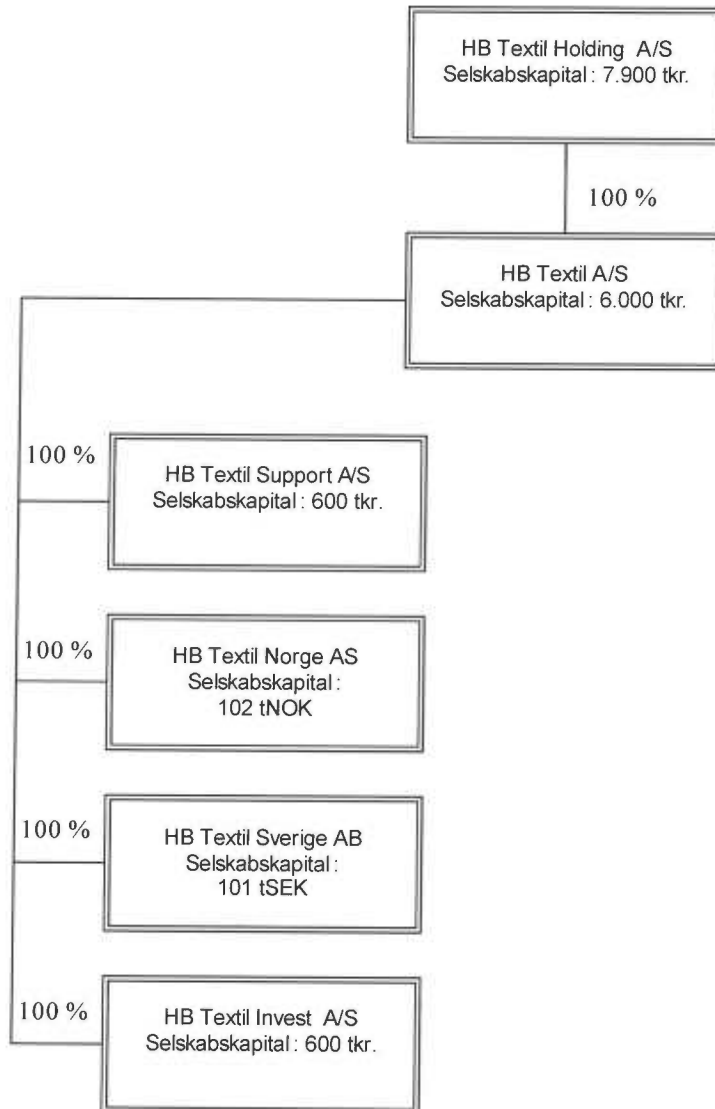 HB Textil Holding A/S
Selskabskapital : 7.900 tkr.
100 %
HB Textil A/S
Selskabskapital : 6.000 tkr.
100 %
HB Textil Support A/S
Selskabskapital : 600 tkr.
100 %
HB Textil Norge AS
Selskabskapital :
102 tNOK
100 %
HB Textil Sverige AB
Selskabskapital :
101 tSEK
100 %
HB Textil Invest A/S
Selskabskapital : 600 tkr.